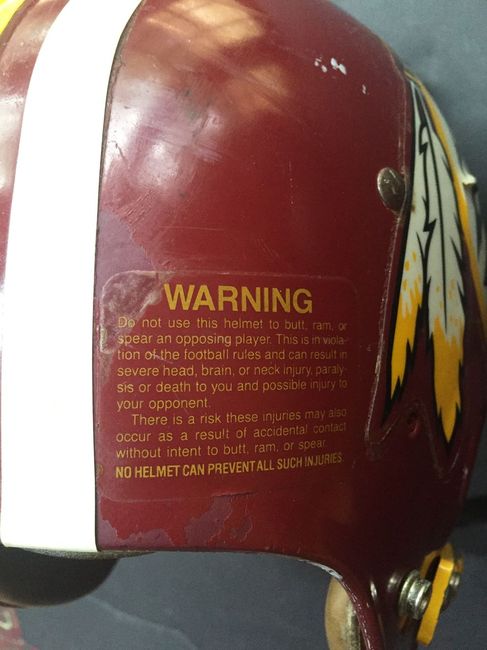 WARNING
Do not use this helmet to butt, ram, or
spear an opposing player. This is in viola-
tion of the football rules and can result in
severe head, brain, or neck injury, paraly-
sis or death to you and possible injury to
your opponent.
There is a risk these injuries may also
occur as a result of accidental contact
without intent to butt, ram, or spear.
NO HELMET CAN PREVENT ALL SUCH INJURIES.